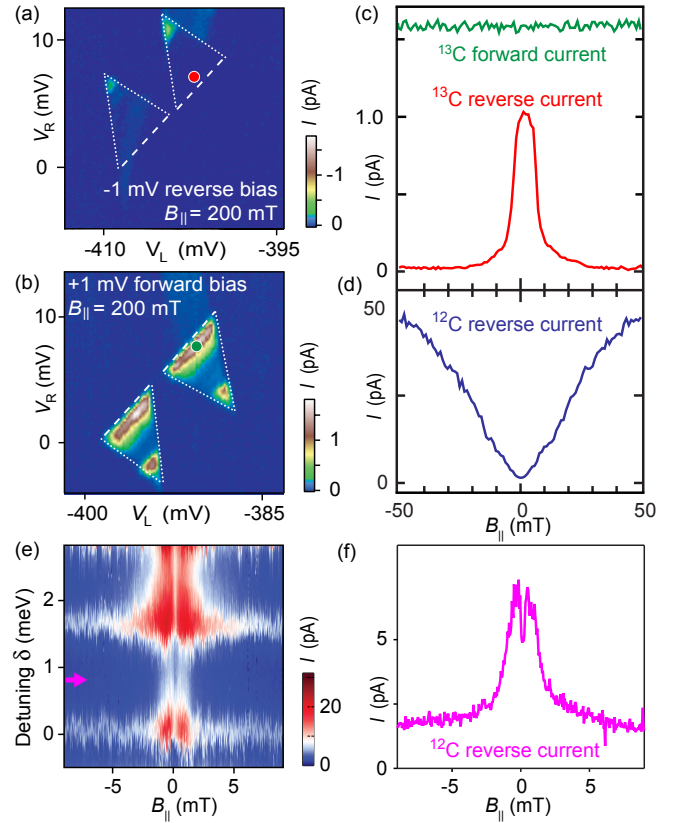 (a)
10
V_R (mV)
0
-1 mV reverse bias
B_|| = 200 mT
-410
V_L (mV)
-395
I (pA)
-1
0
(b)
+1 mV forward bias
B_|| = 200 mT
10
V_R (mV)
0
-400
V_L (mV)
-385
I (pA)
1
0
(c)
¹³C forward current
¹³C reverse current
1.0
I (pA)
0
(d)
50
¹²C reverse current
I (pA)
0
-50
0
50
B_|| (mT)
(e)
2
Detuning δ (meV)
1
0
-5
0
5
B_|| (mT)
I (pA)
20
0
(f)
5
I (pA)
0
¹²C reverse current
-5
0
5
B_|| (mT)